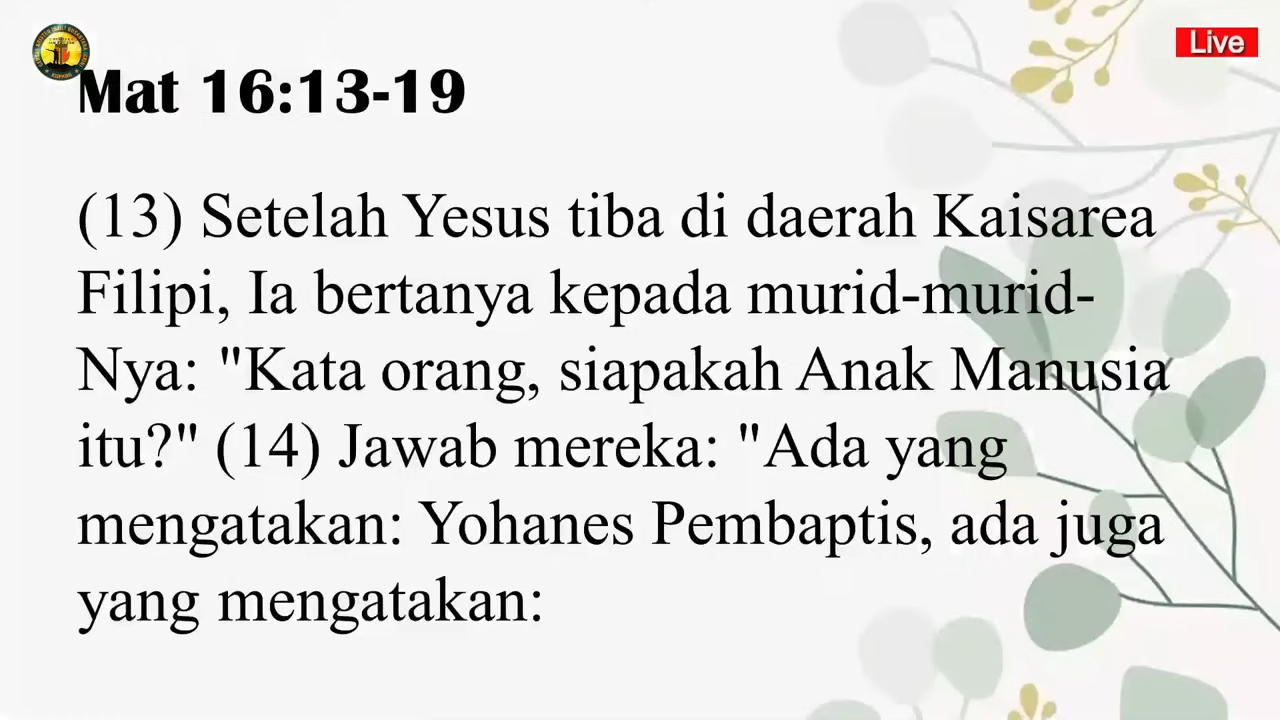 Live
Mat 16:13-19
(13) Setelah Yesus tiba di daerah Kaisarea
Filipi, Ia bertanya kepada murid-murid-
Nya: "Kata orang, siapakah Anak Manusia
itu?" (14) Jawab mereka: "Ada yang
mengatakan: Yohanes Pembaptis, ada juga
yang mengatakan: